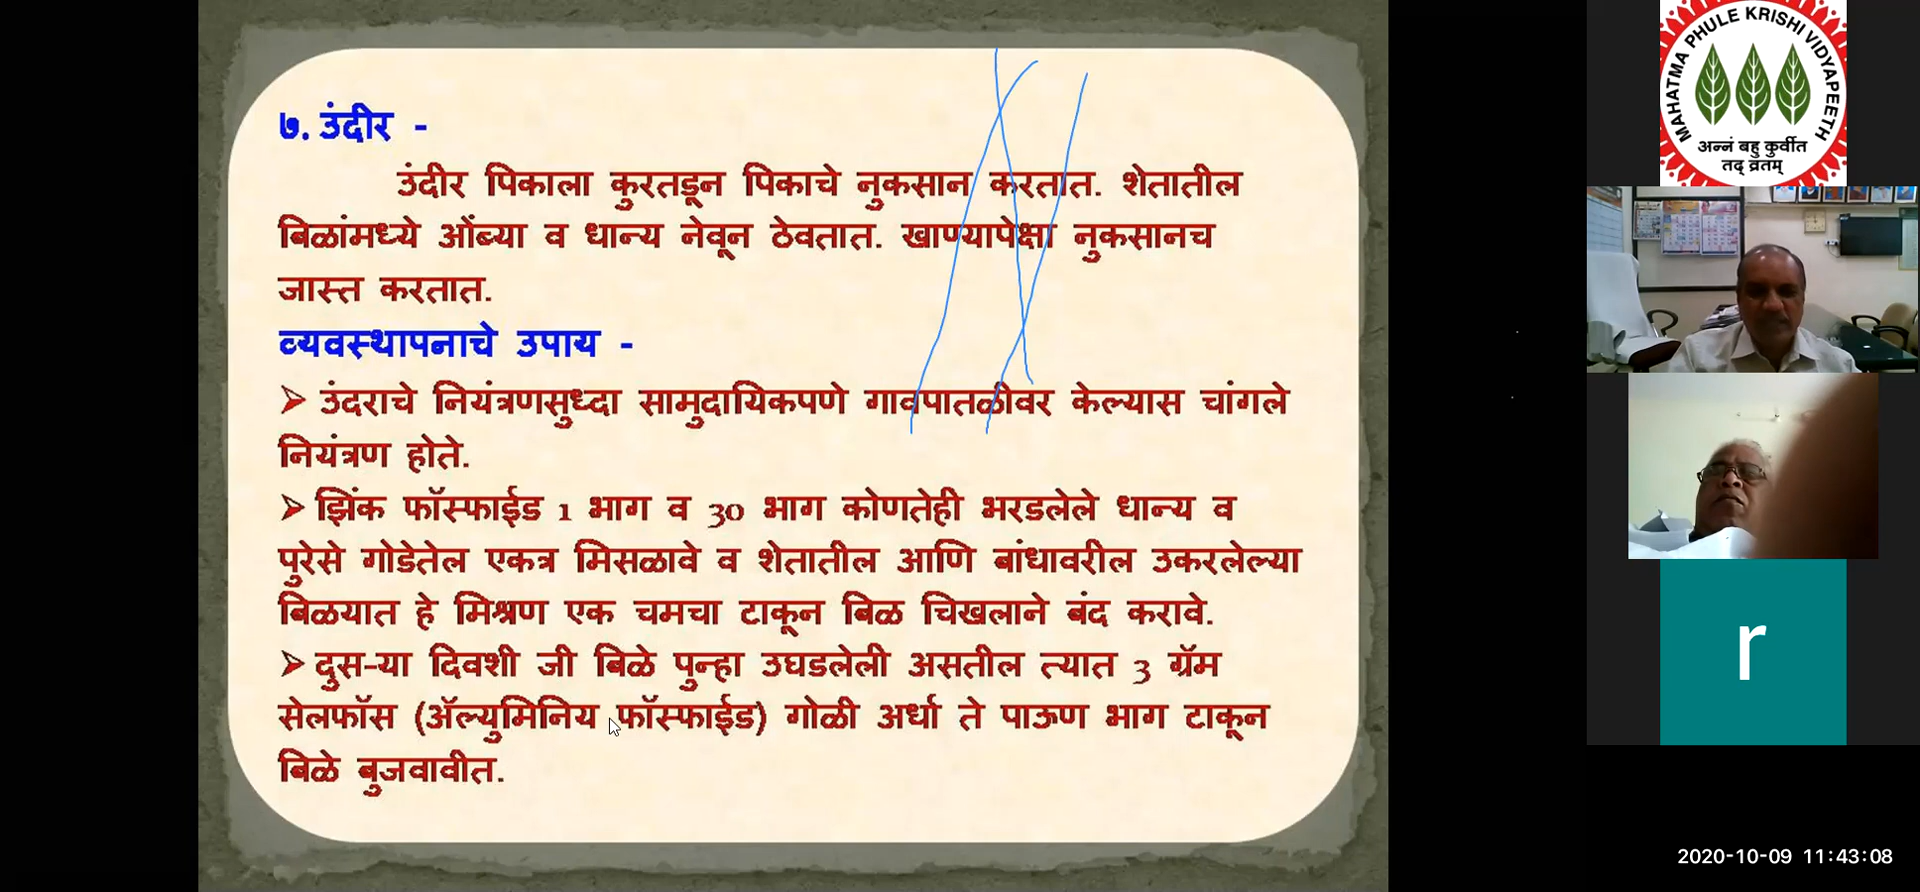 ७. उंदीर -
उंदीर पिकाला कुरतडून पिकाचे नुकसान करतात. शेतातील
बिळांमध्ये ओंब्या व धान्य नेवून ठेवतात. खाण्यापेक्षा नुकसानच
जास्त करतात.
व्यवस्थापनाचे उपाय -
➢ उंदराचे नियंत्रणसुध्दा सामुदायिकपणे गावपातळीवर केल्यास चांगले
नियंत्रण होते.
➢ झिंक फॉस्फाईड 1 भाग व 30 भाग कोणतेही भरडलेले धान्य व
पुरेसे गोडेतेल एकत्र मिसळावे व शेतातील आणि बांधावरील उकरलेल्या
बिळयात हे मिश्रण एक चमचा टाकून बिळ चिखलाने बंद करावे.
➢ दुस-या दिवशी जी बिळे पुन्हा उघडलेली असतील त्यात 3 ग्रॅम
सेलफॉस (ॲल्युमिनिय फॉस्फाईड) गोळी अर्धा ते पाऊण भाग टाकून
बिळे बुजवावीत.
MAHATMA PHULE KRISHI VIDYAPEETH
अन्नं बहु कुर्वीत
तद् व्रतम्
r
2020-10-09 11:43:08